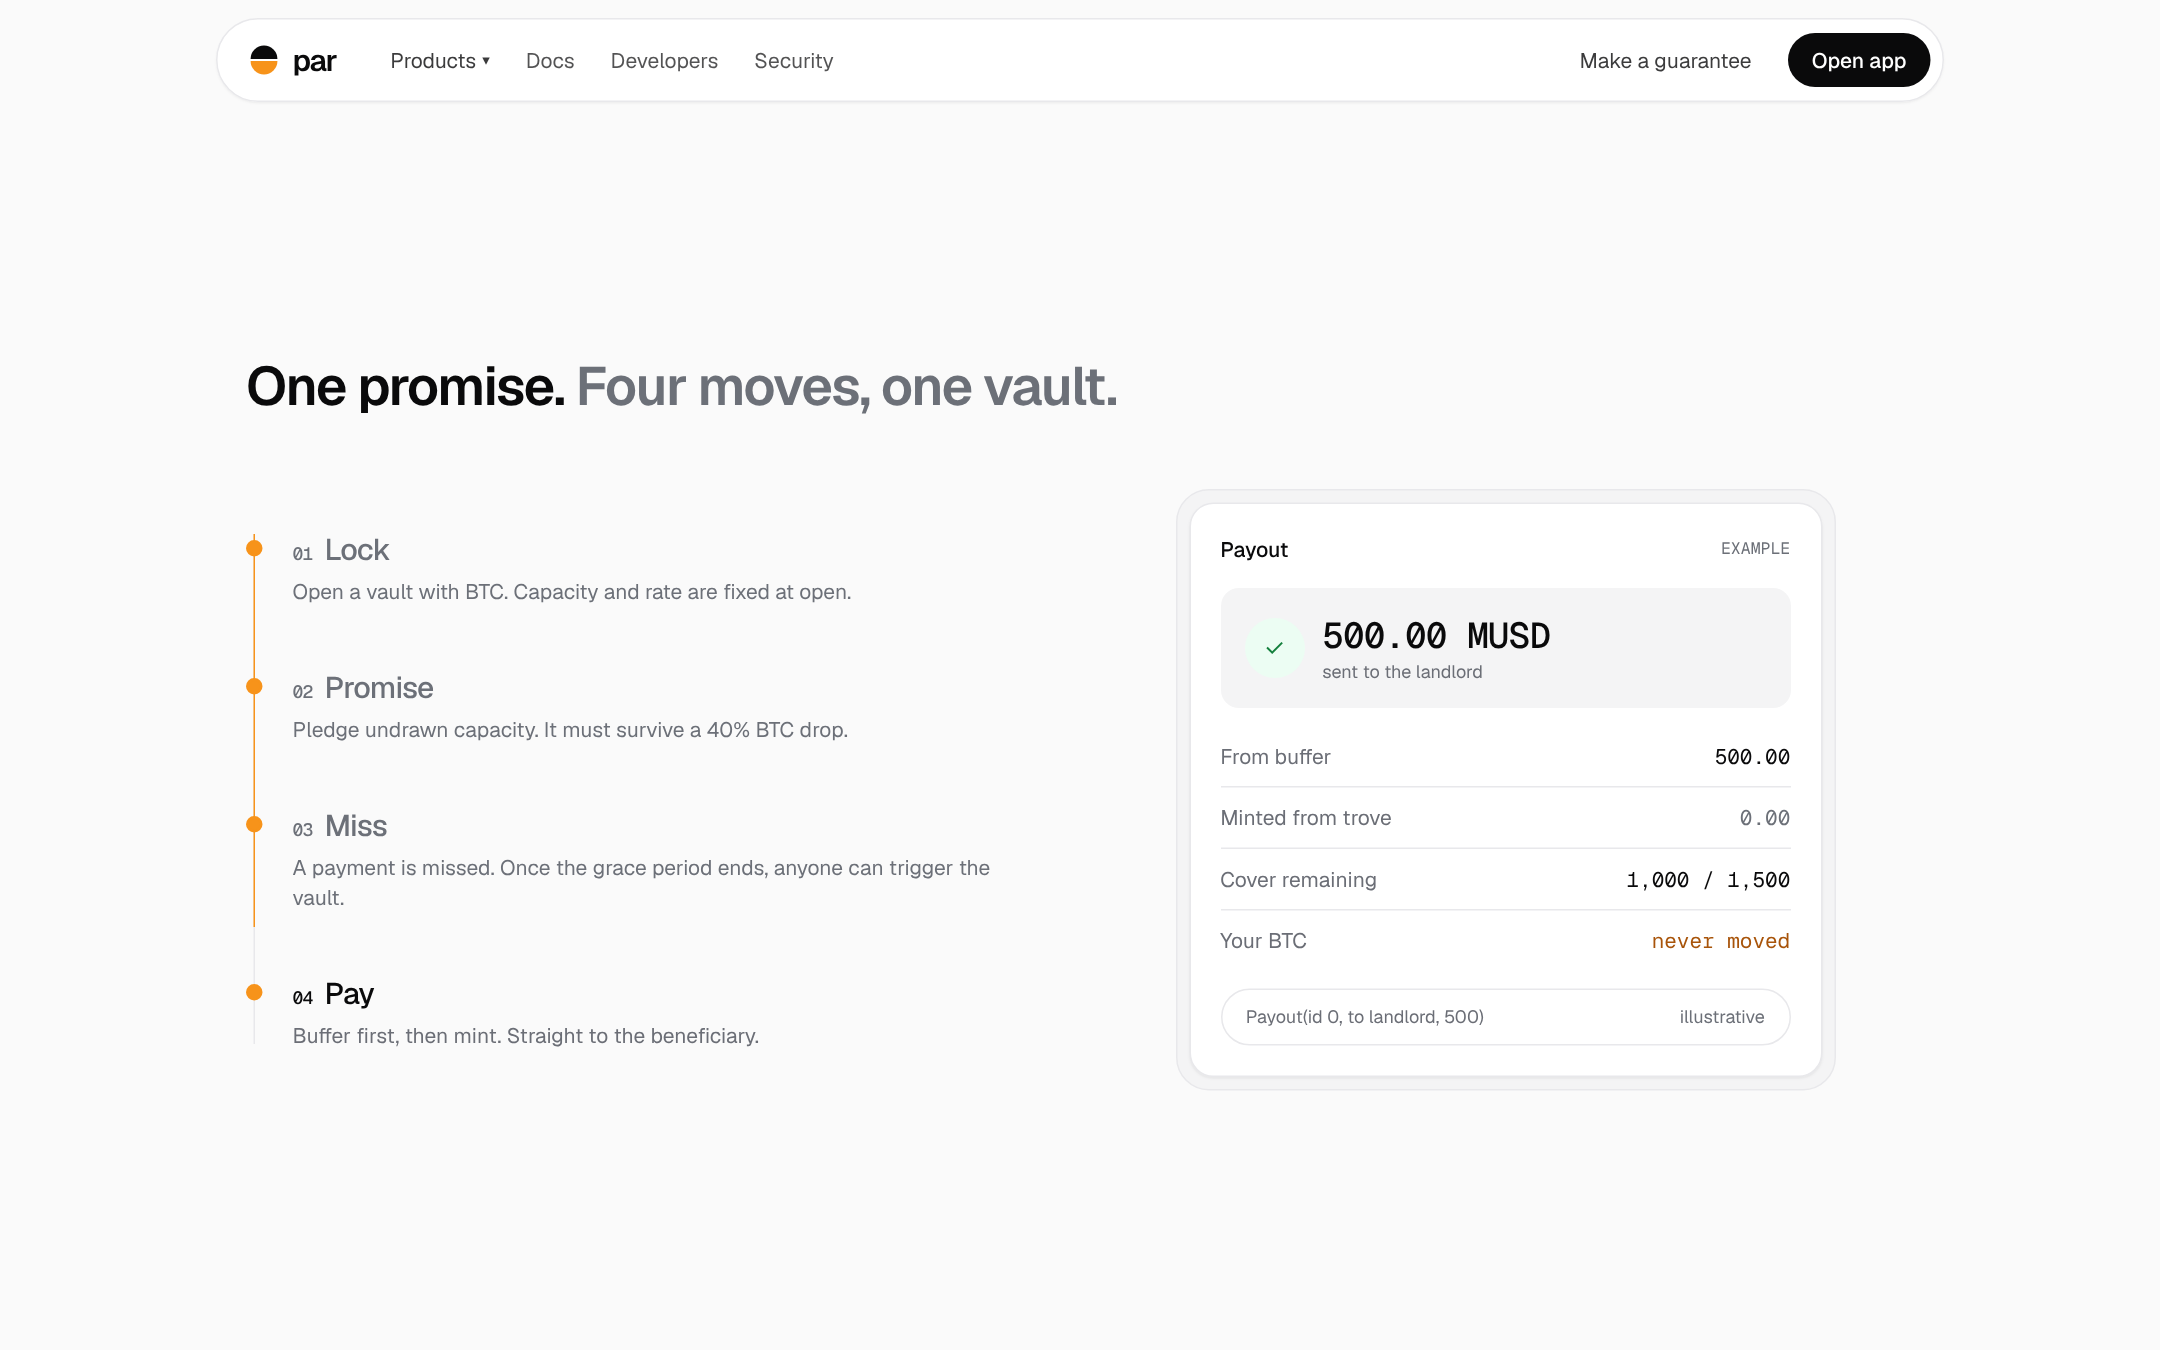 par
Products ▾
Docs
Developers
Security
Make a guarantee
Open app
One promise. Four moves, one vault.
01 Lock
Open a vault with BTC. Capacity and rate are fixed at open.
02 Promise
Pledge undrawn capacity. It must survive a 40% BTC drop.
03 Miss
A payment is missed. Once the grace period ends, anyone can trigger the
vault.
04 Pay
Buffer first, then mint. Straight to the beneficiary.
Payout EXAMPLE
500.00 MUSD
sent to the landlord
From buffer 500.00
Minted from trove 0.00
Cover remaining 1,000 / 1,500
Your BTC never moved
Payout(id 0, to landlord, 500) illustrative